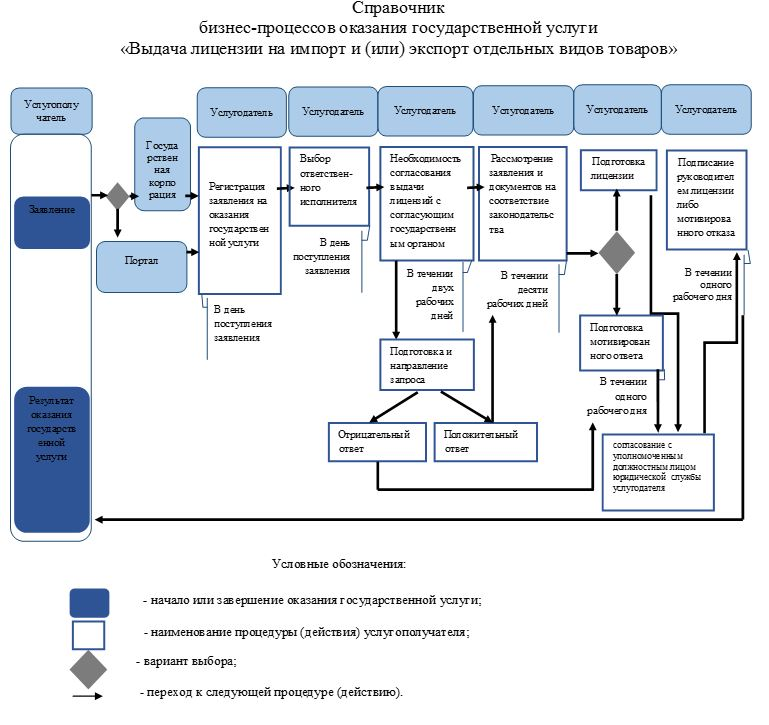 Справочник
бизнес-процессов оказания государственной услуги
«Выдача лицензии на импорт и (или) экспорт отдельных видов товаров»
Услугополу
чатель
Услугодатель
Услугодатель
Услугодатель
Услугодатель
Услугодатель
Услугодатель
Заявление
Госуда
рствен
ная корпо
рация
Портал
Регистрация
заявления на
оказания
государствен
ной услуги
В день
поступления
заявления
Выбор
ответствен-
ного
исполнителя
В день
поступления
заявления
Необходимость
согласования
выдачи
лицензий с
согласующим
государственн
ым органом
В течении
двух
рабочих
дней
Рассмотрение
заявления и
документов на
соответствие
законодательс
тва
В течении
десяти
рабочих дней
Подготовка
лицензии
Подписание
руководител
ем лицензии
либо
мотивирова
нного отказа
В течении
одного
рабочего дня
Подготовка
мотивирован
ного ответа
В течении
одного
рабочего дня
Подготовка и
направление
запроса
Отрицательный
ответ
Положительный
ответ
согласование с
уполномоченным
должностным лицом
юридической службы
услугодателя
Результат
оказания
государств
енной
услуги
Условные обозначения:
- начало или завершение оказания государственной услуги;
- наименование процедуры (действия) услугополучателя;
- вариант выбора;
- переход к следующей процедуре (действию).